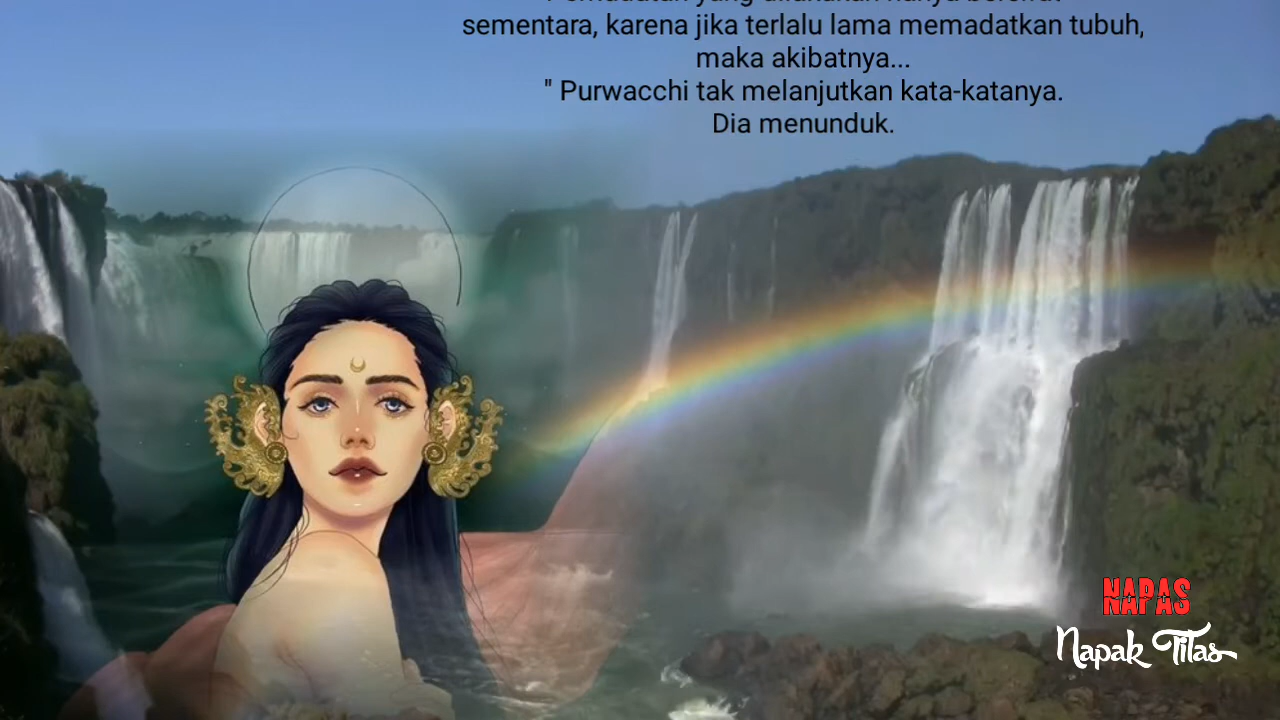 sementara, karena jika terlalu lama memadatkan tubuh,
maka akibatnya...
" Purwacchi tak melanjutkan kata-katanya.
Dia menunduk.
NAPAS
Napak Tilas